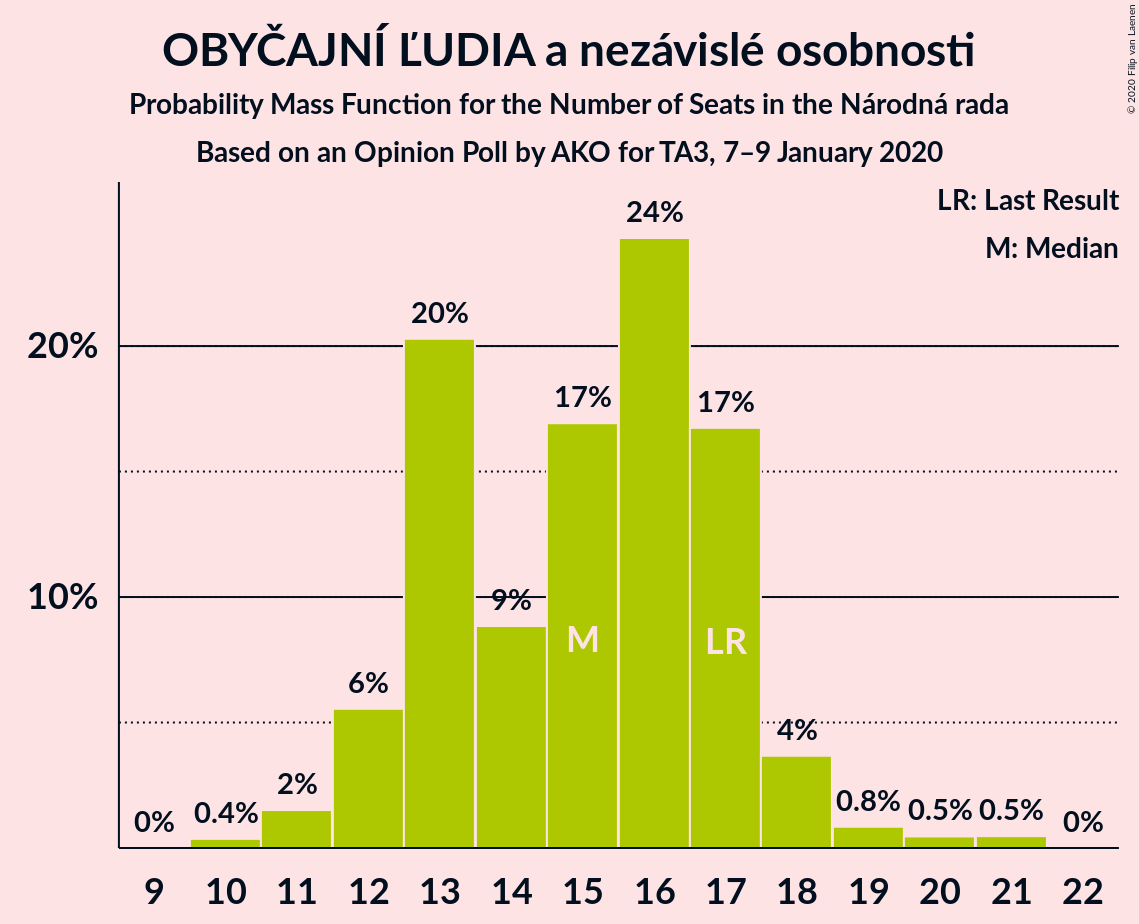 OBYČAJNÍ ĽUDIA a nezávislé osobnosti
Probability Mass Function for the Number of Seats in the Národná rada
Based on an Opinion Poll by AKO for TA3, 7–9 January 2020
© 2020 Filip van Laenen
LR: Last Result
M: Median
20%
10%
0%
0.4%
2%
6%
20%
9%
17%
24%
17%
4%
0.8%
0.5%
0.5%
0%
M
LR
9 10 11 12 13 14 15 16 17 18 19 20 21 22